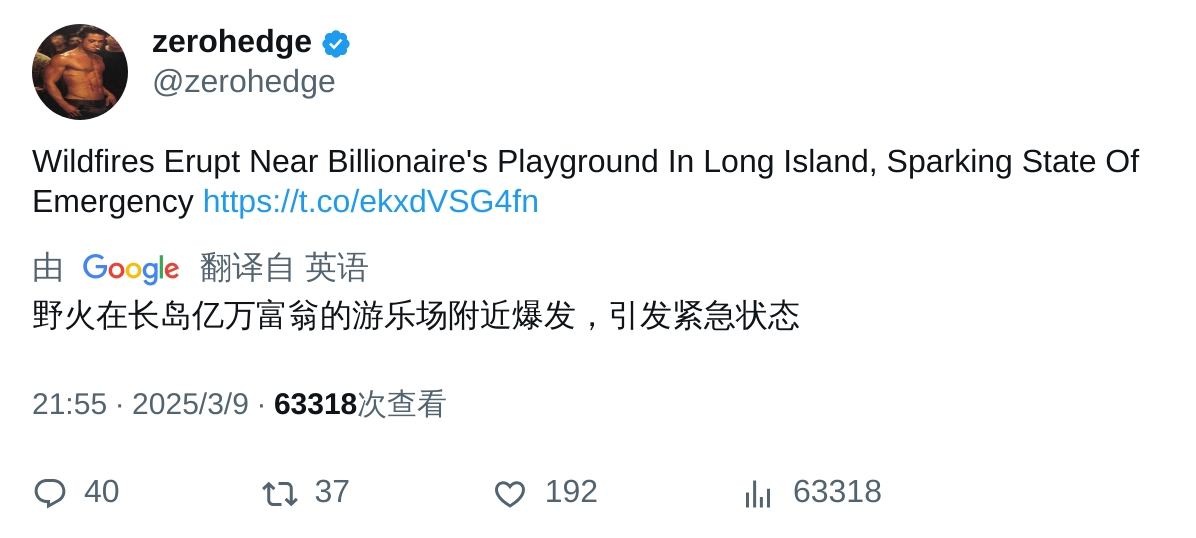 zerohedge
@zerohedge
Wildfires Erupt Near Billionaire's Playground In Long Island, Sparking State Of
Emergency https://t.co/ekxdVSG4fn
由 Google 翻译自 英语
野火在长岛亿万富翁的游乐场附近爆发，引发紧急状态
21:55 · 2025/3/9 · 63318次查看
40 37 192 63318